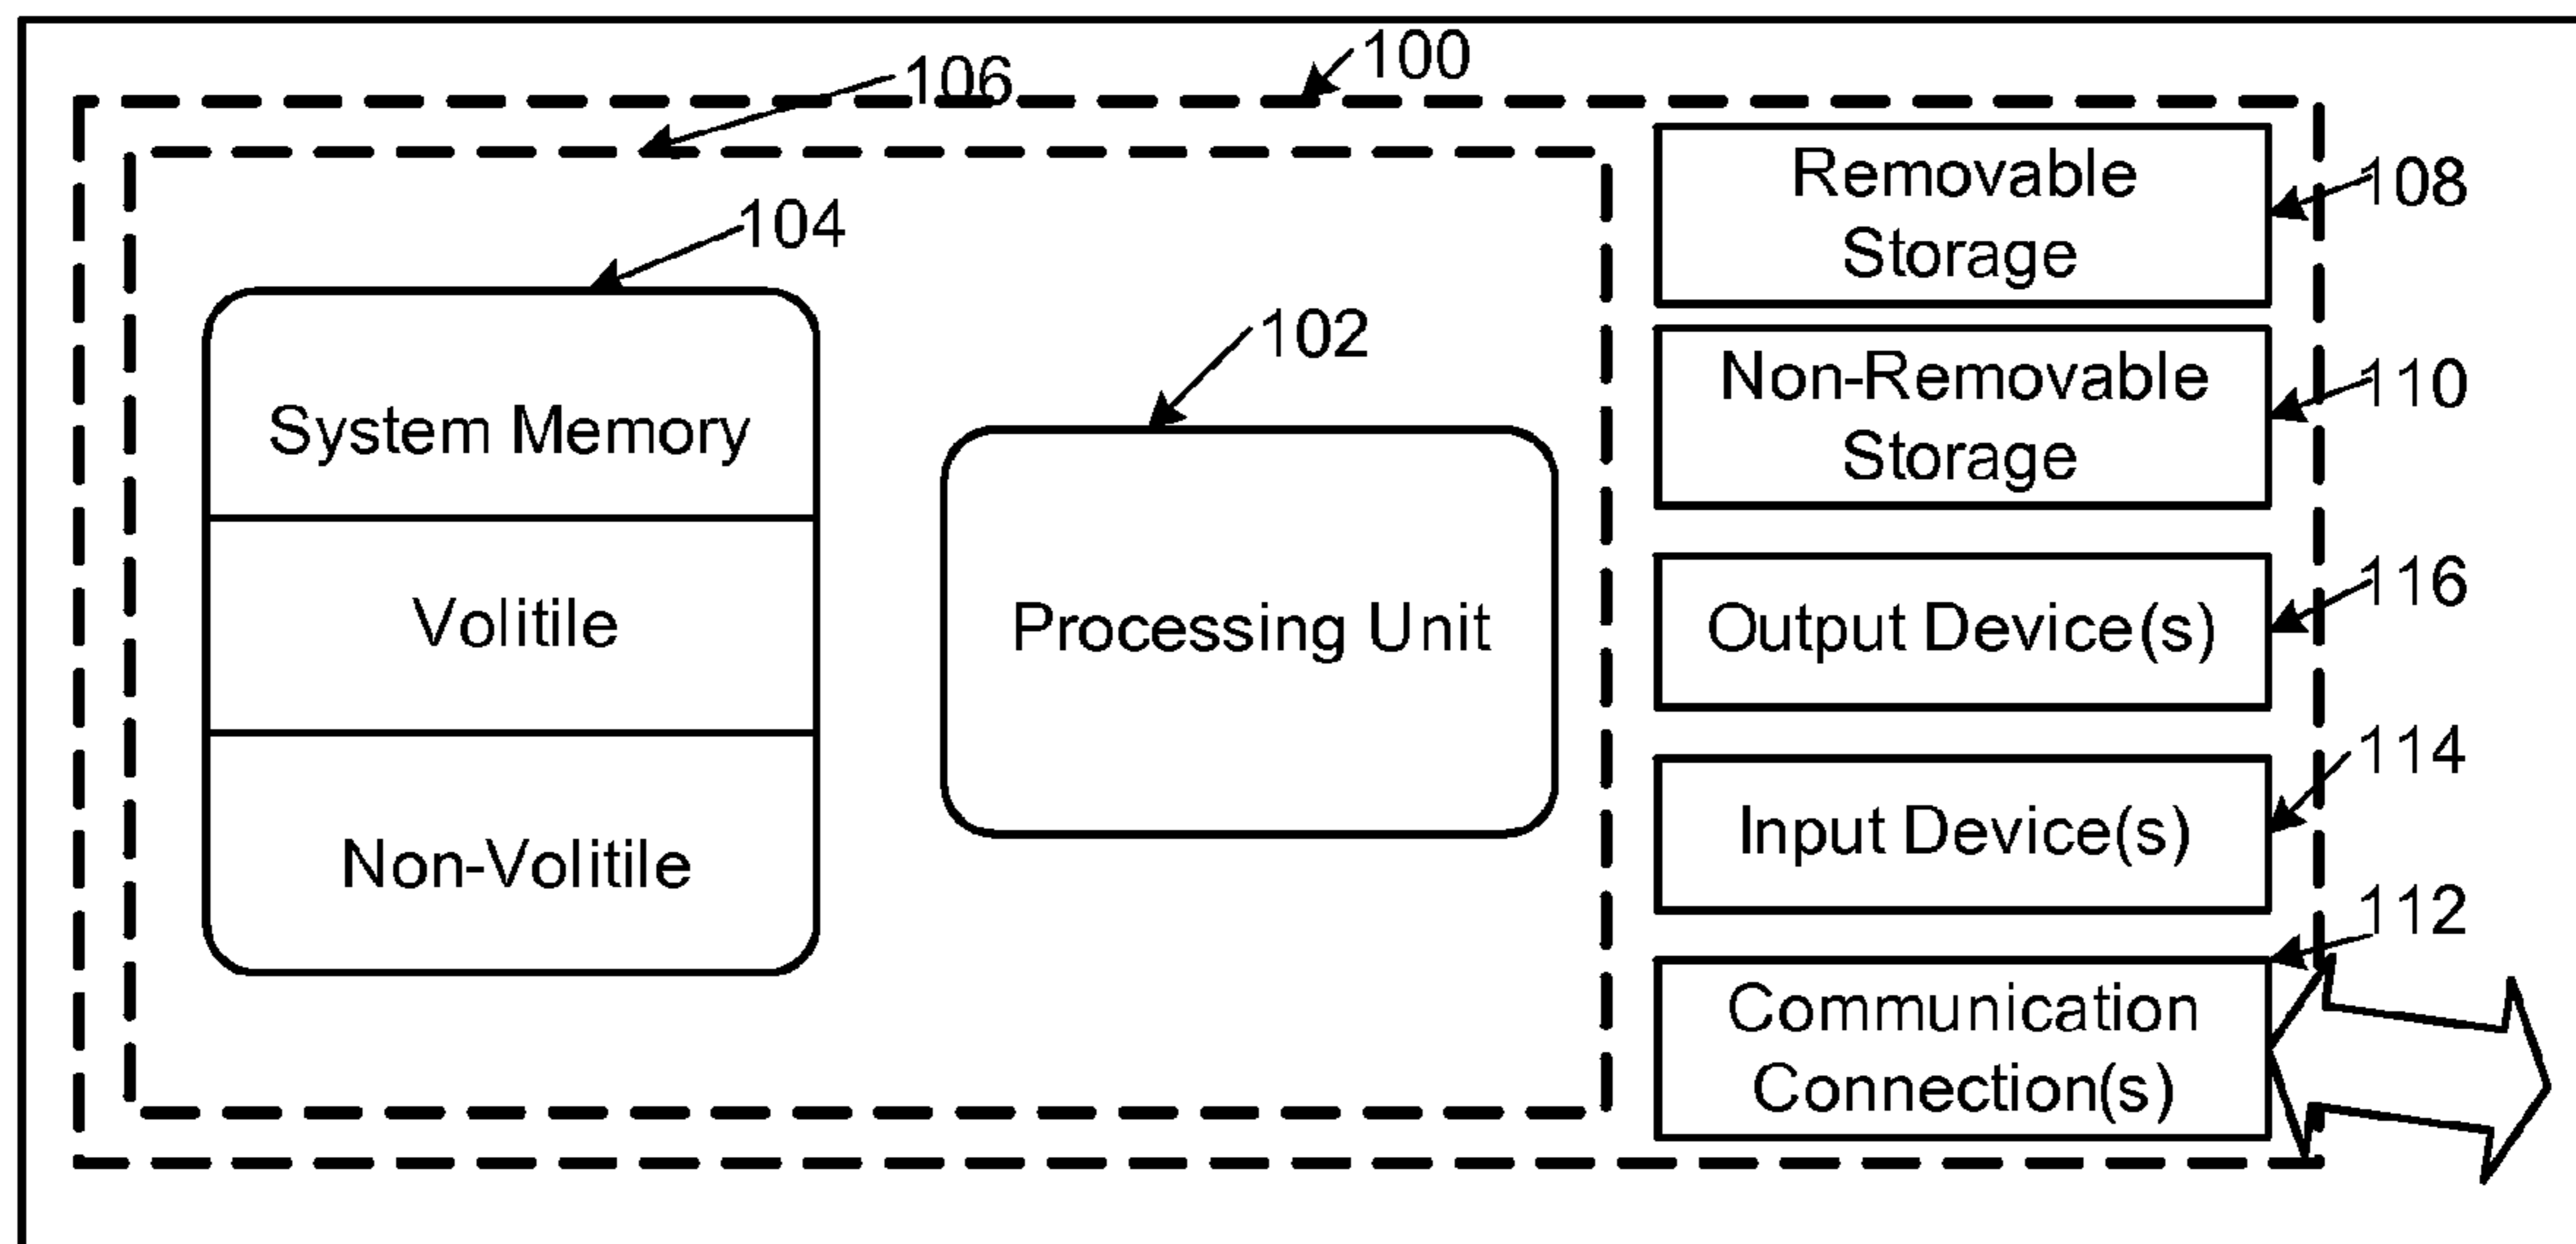 106
100
104
System Memory
Volitile
Non-Volitile
102
Processing Unit
Removable
Storage
108
Non-Removable
Storage
110
Output Device(s)
116
Input Device(s)
114
Communication
Connection(s)
112